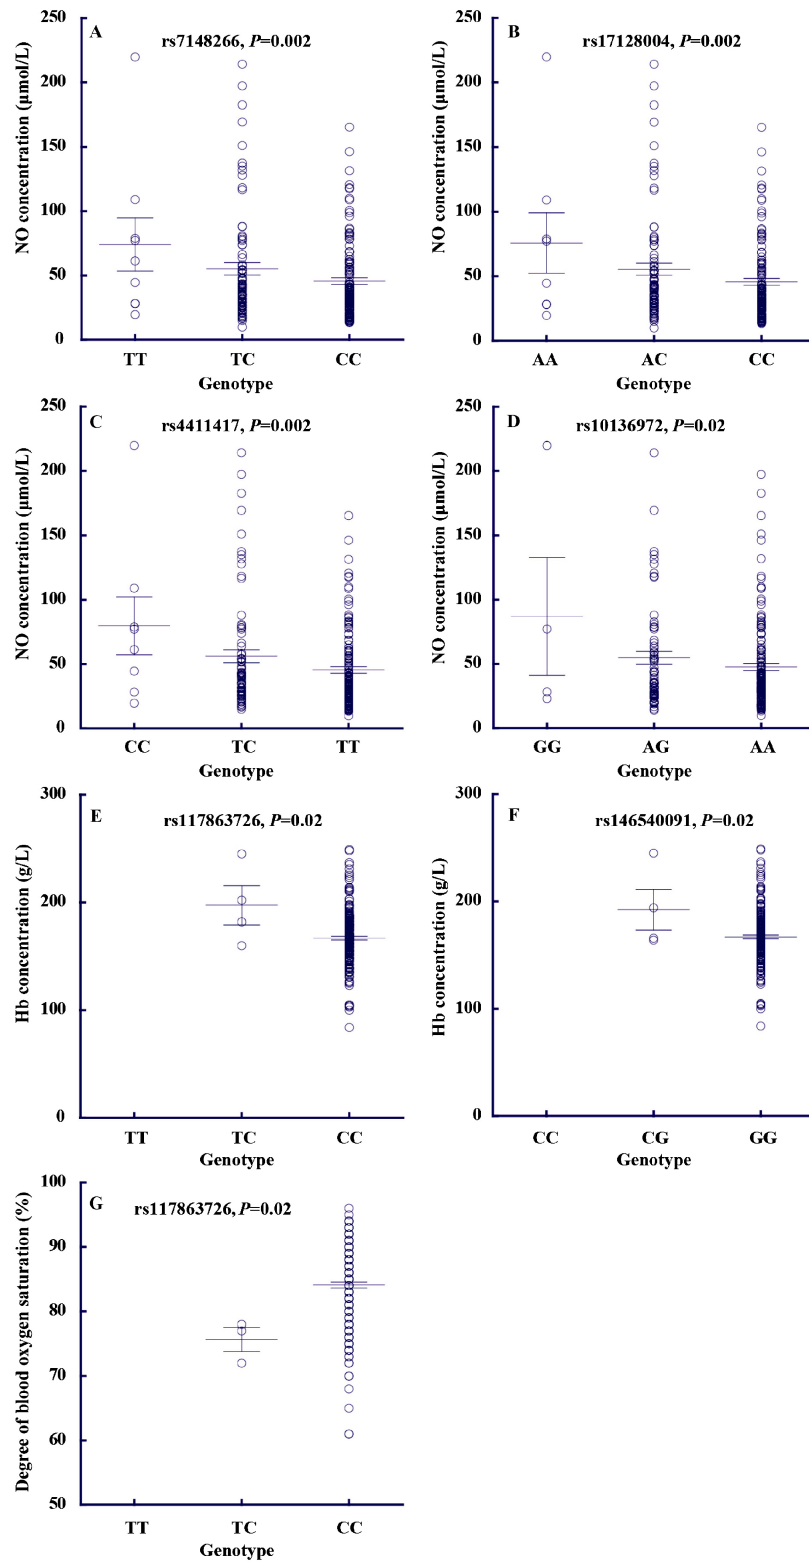 A
rs7148266, P=0.002
NO concentration (μmol/L)
250
200
150
100
50
0
TT TC CC
Genotype
B
rs17128004, P=0.002
NO concentration (μmol/L)
250
200
150
100
50
0
AA AC CC
Genotype
C
rs4411417, P=0.002
NO concentration (μmol/L)
250
200
150
100
50
0
CC TC TT
Genotype
D
rs10136972, P=0.02
NO concentration (μmol/L)
250
200
150
100
50
0
GG AG AA
Genotype
E
rs117863726, P=0.02
Hb concentration (g/L)
300
200
100
0
TT TC CC
Genotype
F
rs146540091, P=0.02
Hb concentration (g/L)
300
200
100
0
CC CG GG
Genotype
G
rs117863726, P=0.02
Degree of blood oxygen saturation (%)
100
90
80
70
60
50
TT TC CC
Genotype